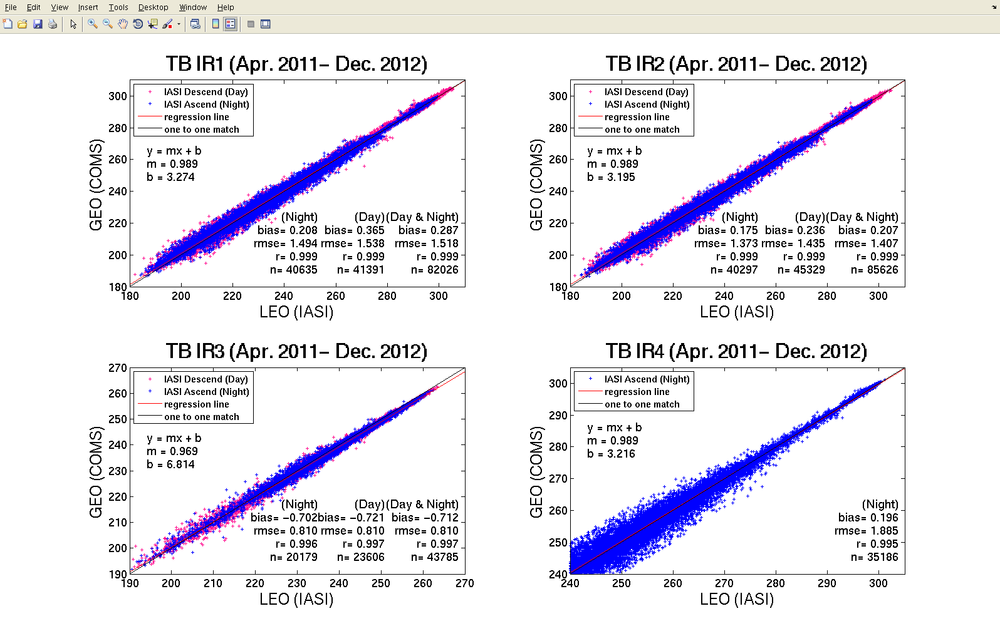 File Edit View Insert Tools Desktop Window Help
TB IR1 (Apr. 2011− Dec. 2012)
IASI Descend (Day)
IASI Ascend (Night)
regression line
one to one match
y = mx + b
m = 0.989
b = 3.274
(Night) (Day) (Day & Night)
bias= 0.208 bias= 0.365 bias= 0.287
rmse= 1.494 rmse= 1.538 rmse= 1.518
r= 0.999 r= 0.999 r= 0.999
n= 40635 n= 41391 n= 82026
300
280
260
240
220
200
180
180 200 220 240 260 280 300
GEO (COMS)
LEO (IASI)
TB IR2 (Apr. 2011− Dec. 2012)
IASI Descend (Day)
IASI Ascend (Night)
regression line
one to one match
y = mx + b
m = 0.989
b = 3.195
(Night) (Day) (Day & Night)
bias= 0.175 bias= 0.236 bias= 0.207
rmse= 1.373 rmse= 1.435 rmse= 1.407
r= 0.999 r= 0.999 r= 0.999
n= 40297 n= 45329 n= 85626
300
280
260
240
220
200
180
180 200 220 240 260 280 300
GEO (COMS)
LEO (IASI)
TB IR3 (Apr. 2011− Dec. 2012)
IASI Descend (Day)
IASI Ascend (Night)
regression line
one to one match
y = mx + b
m = 0.969
b = 6.814
(Night) (Day) (Day & Night)
bias= −0.702 bias= −0.721 bias= −0.712
rmse= 0.810 rmse= 0.810 rmse= 0.810
r= 0.996 r= 0.997 r= 0.997
n= 20179 n= 23606 n= 43785
270
260
250
240
230
220
210
200
190
190 200 210 220 230 240 250 260 270
GEO (COMS)
LEO (IASI)
TB IR4 (Apr. 2011− Dec. 2012)
IASI Ascend (Night)
regression line
one to one match
y = mx + b
m = 0.989
b = 3.216
(Night)
bias= 0.196
rmse= 1.885
r= 0.995
n= 35186
300
290
280
270
260
250
240
240 250 260 270 280 290 300
GEO (COMS)
LEO (IASI)